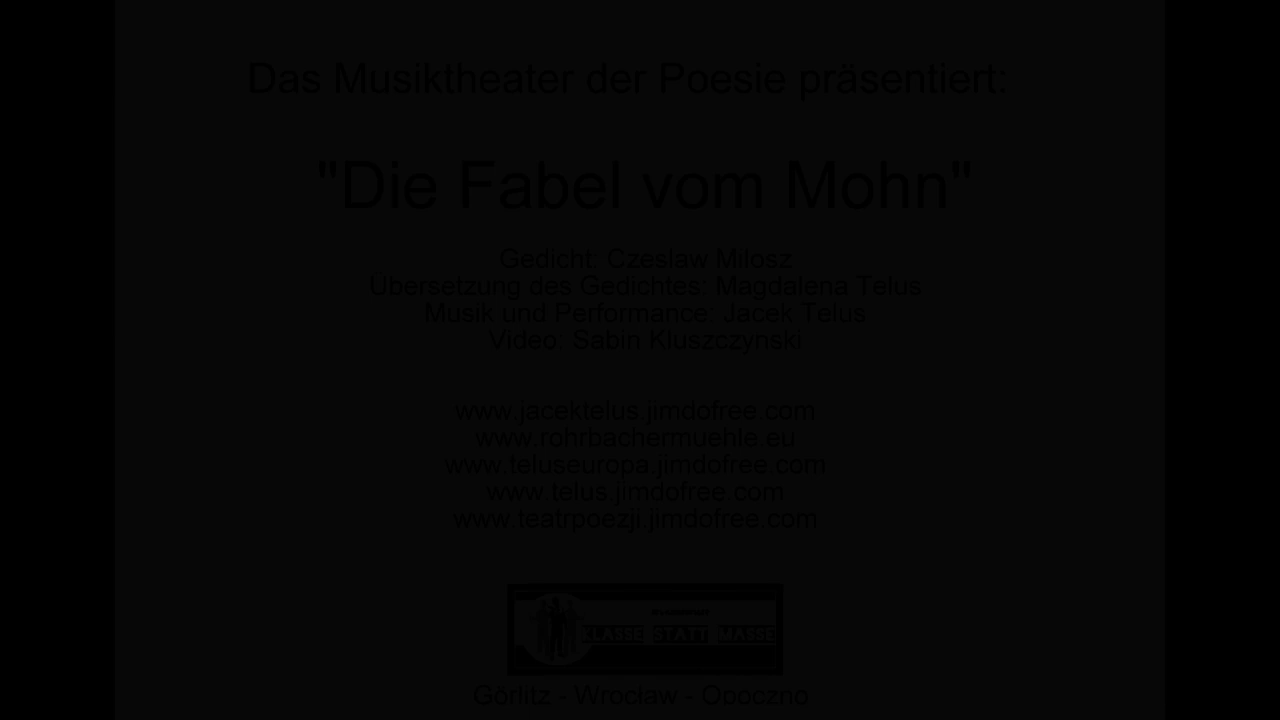 Das Musiktheater der Poesie präsentiert:
"Die Fabel vom Mohn"
Gedicht: Czeslaw Milosz
Übersetzung des Gedichtes: Magdalena Telus
Musik und Performance: Jacek Telus
Video: Sabin Kluszczynski
www.jacektelus.jimdofree.com
www.rohrbachermuehle.eu
www.teluseuropa.jimdofree.com
www.telus.jimdofree.com
www.teatrpoezji.jimdofree.com
KLASSE STATT MASSE
Görlitz - Wrocław - Opoczno